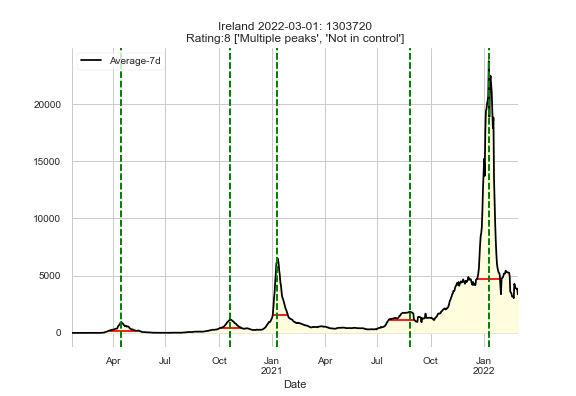 Ireland 2022-03-01: 1303720
Rating:8 ['Multiple peaks', 'Not in control']
Average-7d
20000
15000
10000
5000
0
Apr Jul Oct Jan Apr Jul Oct Jan
2021 2022
Date